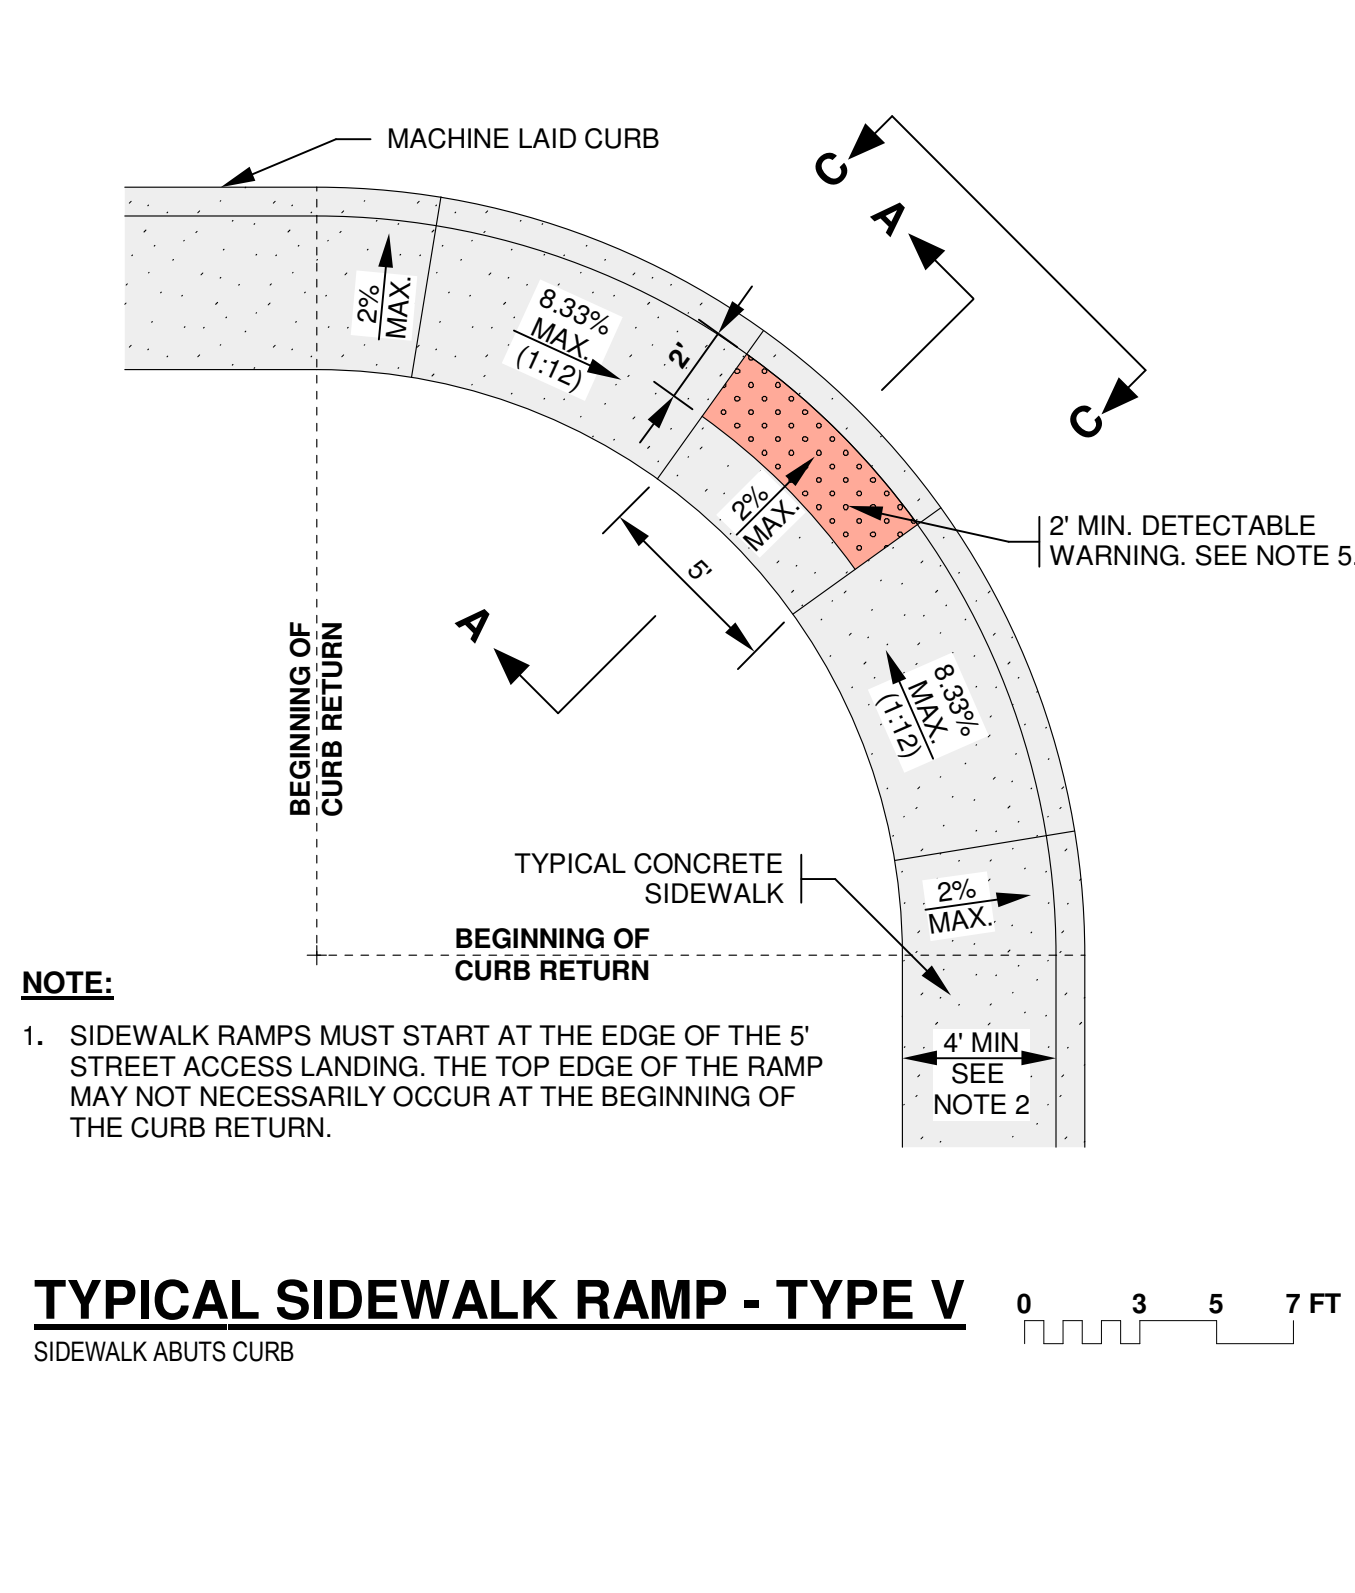 MACHINE LAID CURB
C
A
2%
MAX.
8.33%
MAX.
(1:12)
2'
C
2%
MAX.
2' MIN. DETECTABLE
WARNING. SEE NOTE 5.
5'
A
BEGINNING OF
CURB RETURN
8.33%
MAX.
(1:12)
TYPICAL CONCRETE
SIDEWALK
2%
MAX.
BEGINNING OF
CURB RETURN
NOTE:
1. SIDEWALK RAMPS MUST START AT THE EDGE OF THE 5'
STREET ACCESS LANDING. THE TOP EDGE OF THE RAMP
MAY NOT NECESSARILY OCCUR AT THE BEGINNING OF
THE CURB RETURN.
4' MIN
SEE
NOTE 2
TYPICAL SIDEWALK RAMP - TYPE V
SIDEWALK ABUTS CURB
0 3 5 7 FT